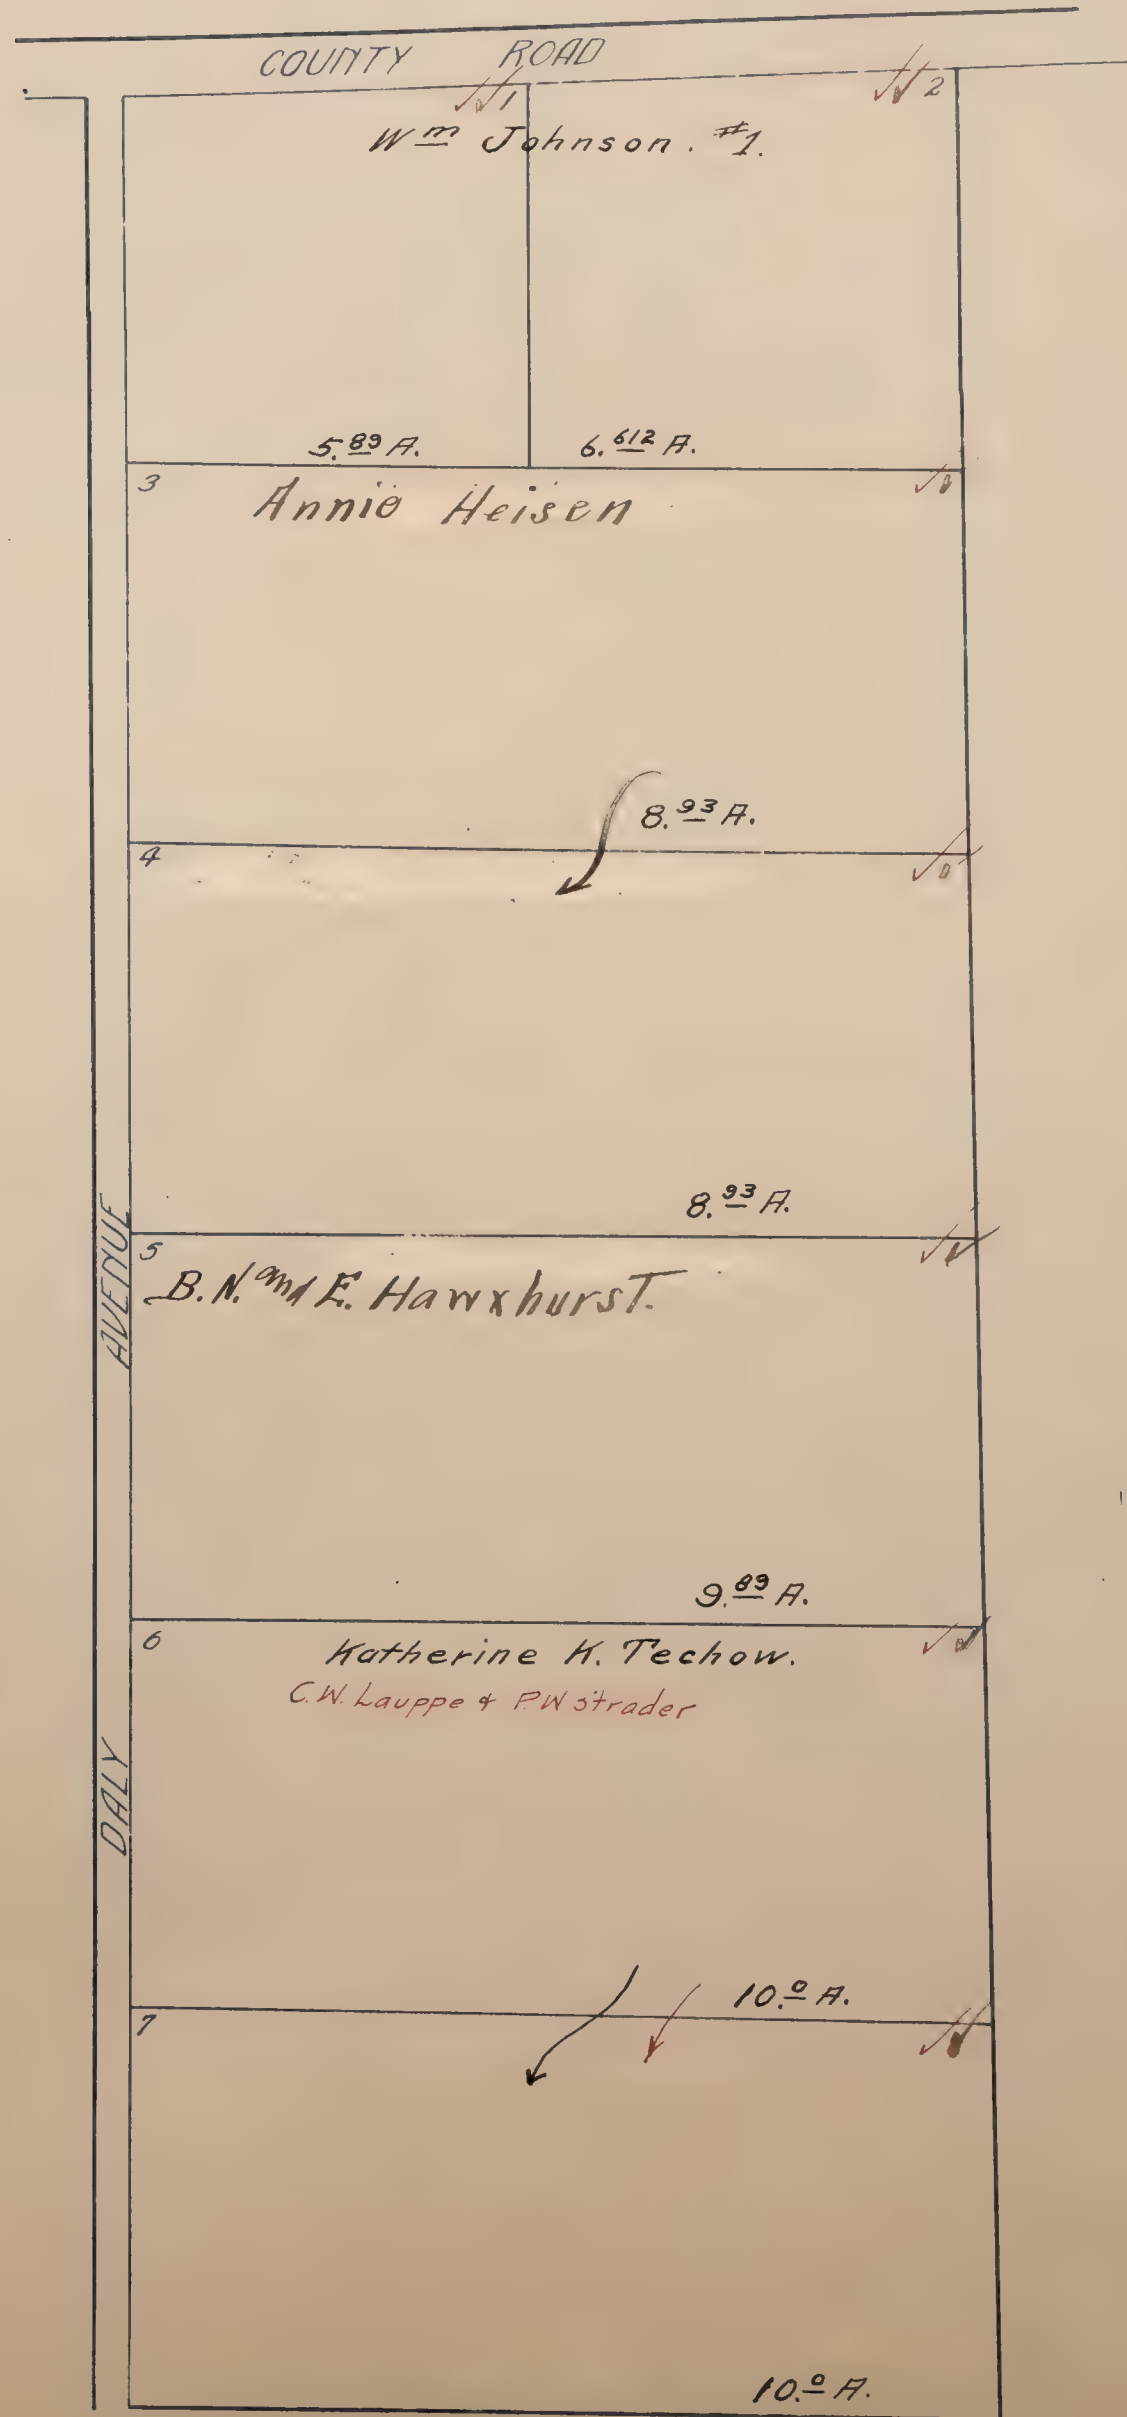 COUNTY ROAD
1
2
Wm Johnson. #1.
5.89 A.
6.612 A.
3
Annie Heisen
8.93 A.
4
8.93 A.
5
B.N. and E. Hawxhurst.
9.89 A.
6
Katherine K. Techow.
C.W. Lauppe & P.W Strader
10.0 A.
7
10.0 A.
DALY AVENUE